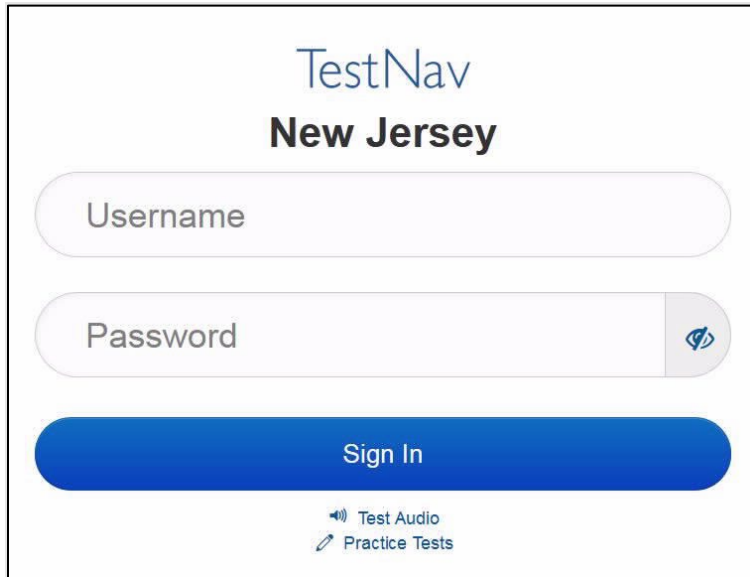 TestNav
New Jersey
Username
Password
Sign In
Test Audio
Practice Tests